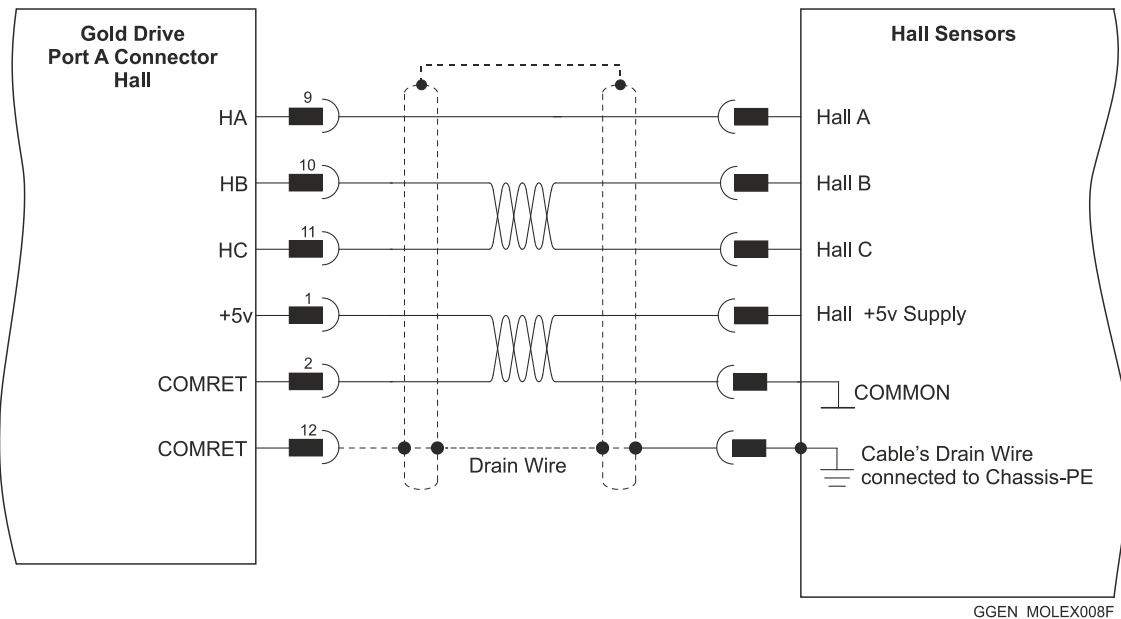 Gold Drive
Port A Connector
Hall
Hall Sensors
HA
9
Hall A
HB
10
Hall B
HC
11
Hall C
+5v
1
Hall +5v Supply
COMRET
2
COMMON
COMRET
12
Drain Wire
Cable's Drain Wire
connected to Chassis-PE
GGEN MOLEX008F